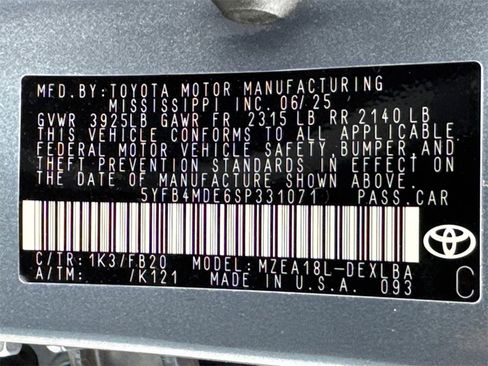 MFD. BY: TOYOTA MOTOR MANUFACTURING
MISSISSIPPI INC. 06/25
GVWR 3925LB GAWR FR 2315 LB RR 2140 LB
THIS VEHICLE CONFORMS TO ALL APPLICABLE
FEDERAL MOTOR VEHICLE SAFETY, BUMPER, AND
THEFT PREVENTION STANDARDS IN EFFECT ON
THE DATE OF MANUFACTURE SHOWN ABOVE.
5YFB4MDE6SP331071 PASS. CAR
C/TR: 1K3/FB20 MODEL: MZEA18L-DEXLBA
A/TM: /K121 MADE IN U.S.A. 093
C